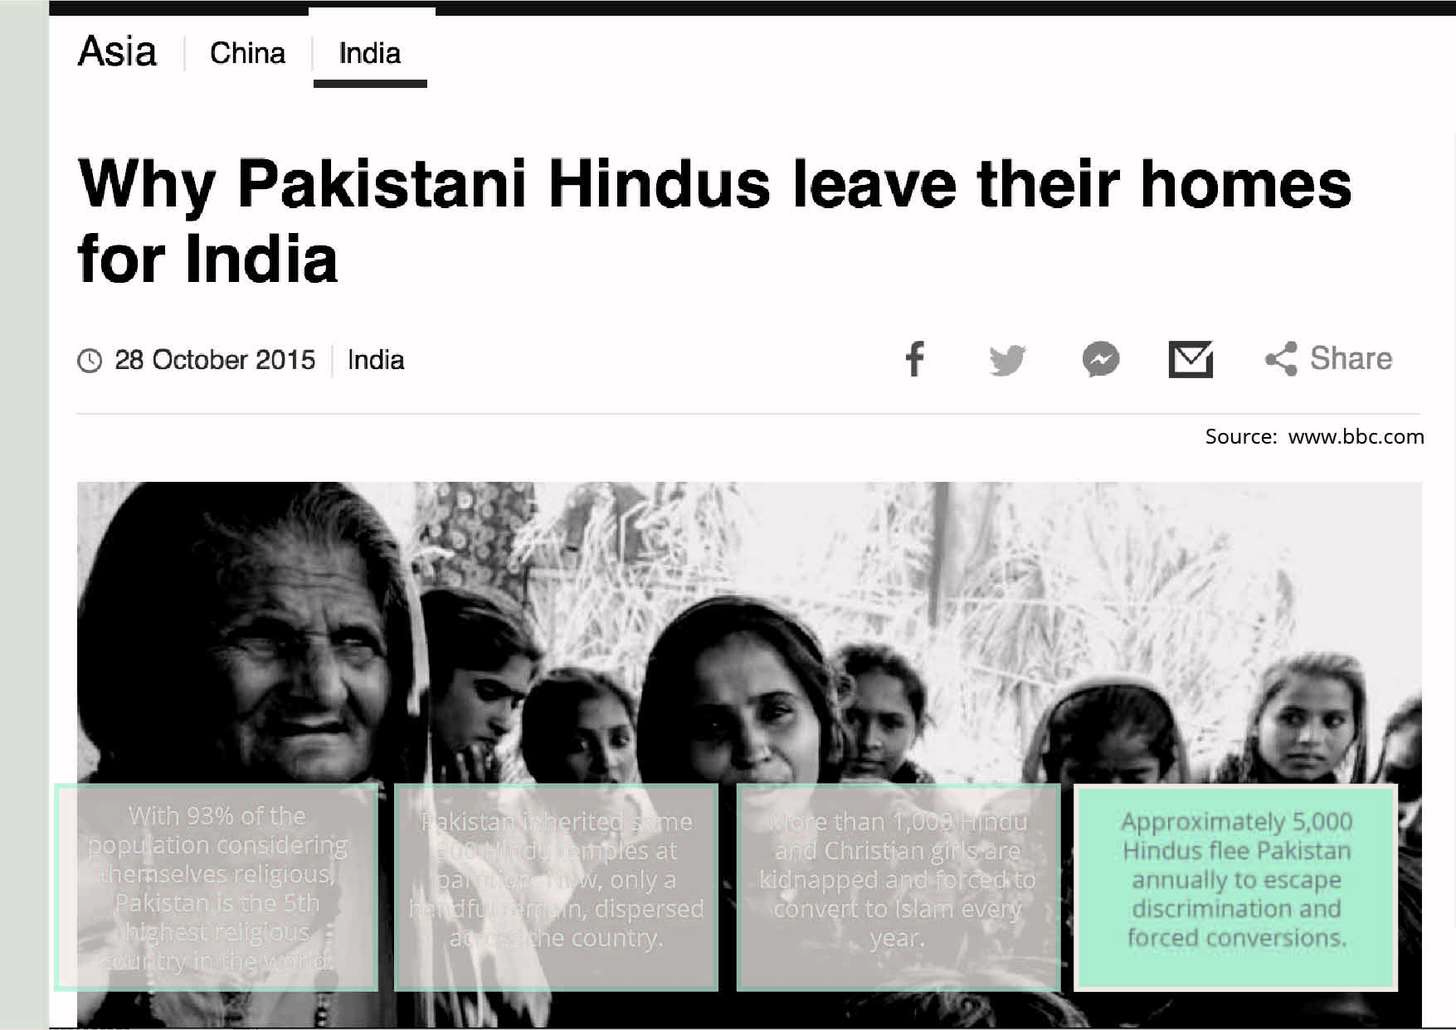 Asia China India
Why Pakistani Hindus leave their homes
for India
28 October 2015 India
Share
Source: www.bbc.com
With 93% of the
population considering
themselves religious,
Pakistan is the 5th
highest religious
country in the world.
Pakistan inherited some
Hindu temples at
Now, only a
handful remain, dispersed
across the country.
More than 1,000 Hindu
and Christian girls are
kidnapped and forced to
convert to Islam every
year.
Approximately 5,000
Hindus flee Pakistan
annually to escape
discrimination and
forced conversions.